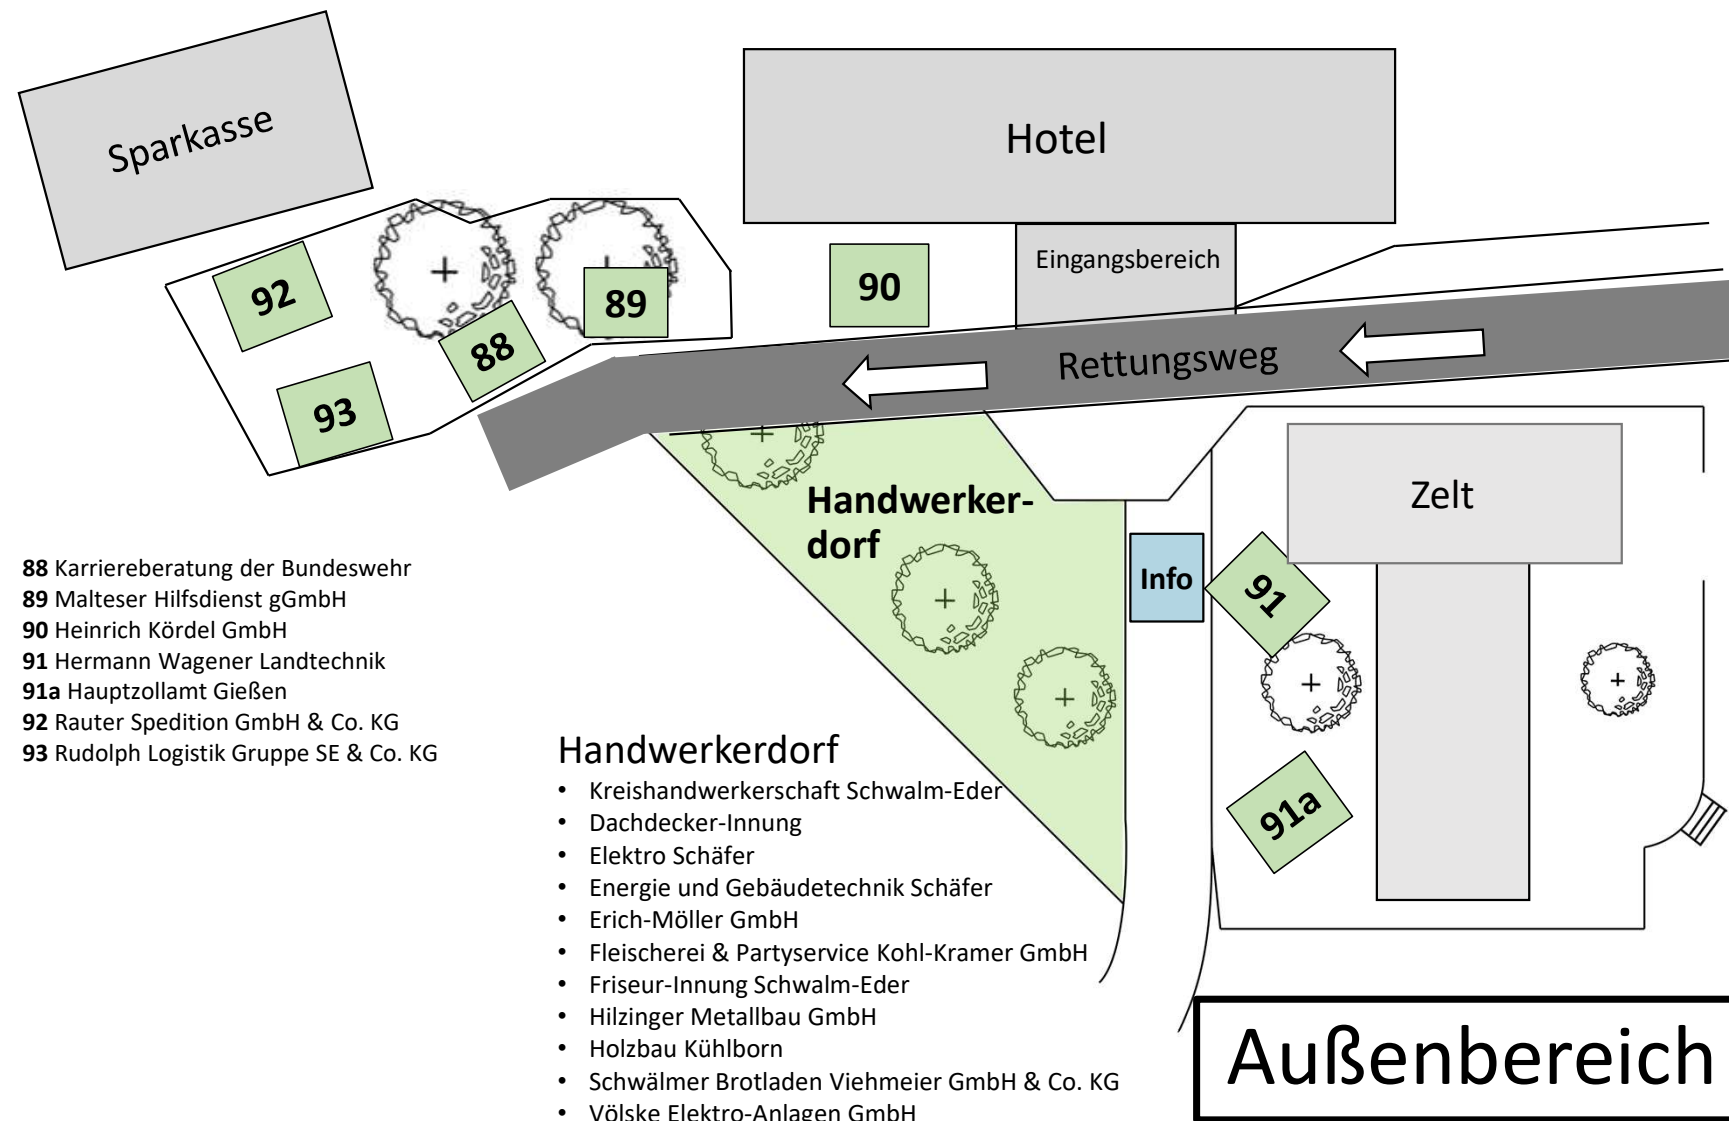 Sparkasse
Hotel
Eingangsbereich
92
89
90
88
93
Rettungsweg
Handwerker-
dorf
Zelt
Info
91
91a
88 Karriereberatung der Bundeswehr
89 Malteser Hilfsdienst gGmbH
90 Heinrich Kördel GmbH
91 Hermann Wagener Landtechnik
91a Hauptzollamt Gießen
92 Rauter Spedition GmbH & Co. KG
93 Rudolph Logistik Gruppe SE & Co. KG
Handwerkerdorf
• Kreishandwerkerschaft Schwalm-Eder
• Dachdecker-Innung
• Elektro Schäfer
• Energie und Gebäudetechnik Schäfer
• Erich-Möller GmbH
• Fleischerei & Partyservice Kohl-Kramer GmbH
• Friseur-Innung Schwalm-Eder
• Hilzinger Metallbau GmbH
• Holzbau Kühlborn
• Schwälmer Brotladen Viehmeier GmbH & Co. KG
• Völske Elektro-Anlagen GmbH
Außenbereich